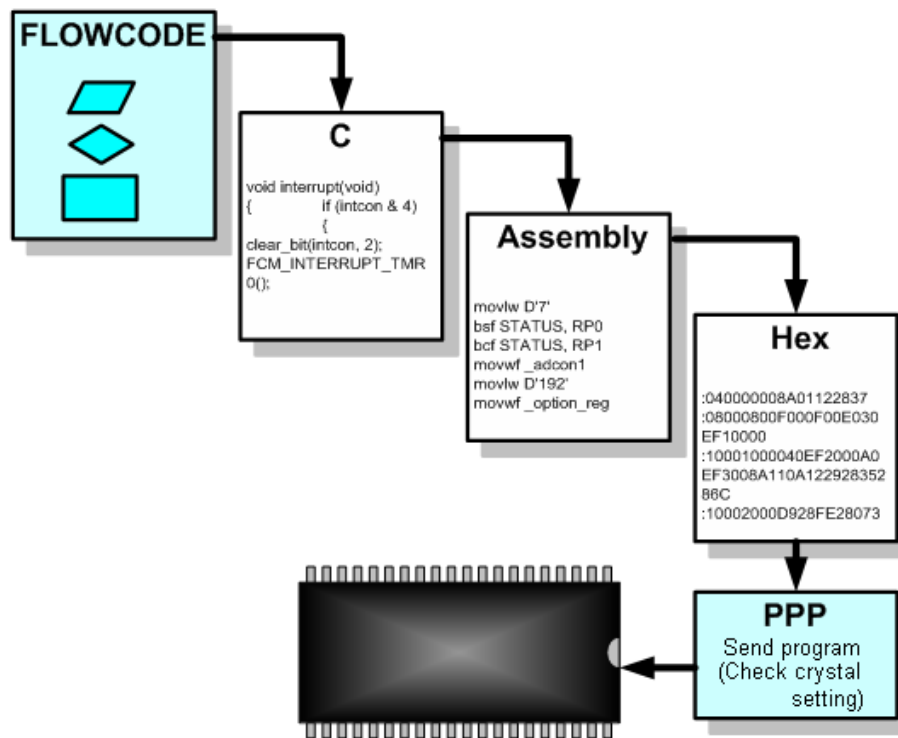 FLOWCODE
C
void interrupt(void)
{ if (intcon & 4)
{
clear_bit(intcon, 2);
FCM_INTERRUPT_TMR
0();
Assembly
movlw D'7'
bsf STATUS, RP0
bcf STATUS, RP1
movwf _adcon1
movlw D'192'
movwf _option_reg
Hex
:040000008A01122837
:08000800F000F00E030
EF10000
:10001000040EF2000A0
EF3008A110A122928352
86C
:10002000D928FE28073
PPP
Send program
(Check crystal
setting)